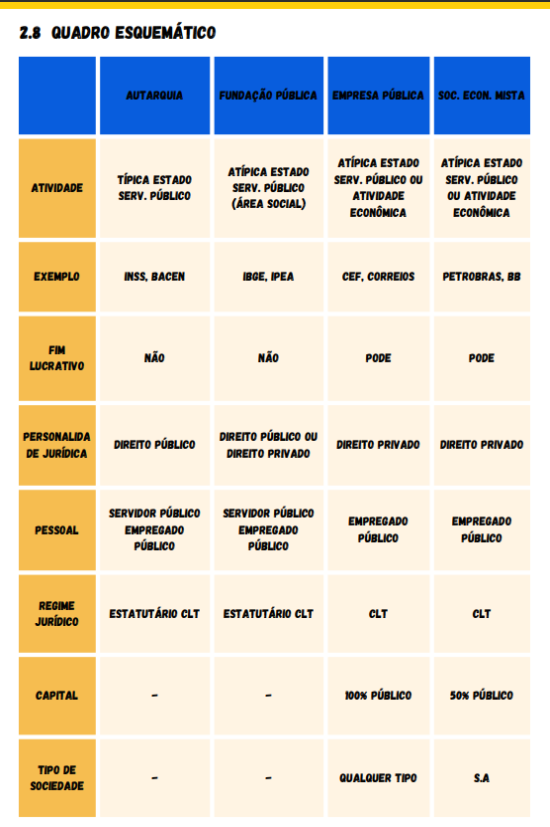 2.8 QUADRO ESQUEMÁTICO
AUTARQUIA
FUNDAÇÃO PÚBLICA
EMPRESA PÚBLICA
SOC. ECON. MISTA
ATIVIDADE
TÍPICA ESTADO
SERV. PÚBLICO
ATÍPICA ESTADO
SERV. PÚBLICO
(ÁREA SOCIAL)
ATÍPICA ESTADO
SERV. PÚBLICO OU
ATIVIDADE
ECONÔMICA
ATÍPICA ESTADO
SERV. PÚBLICO
OU ATIVIDADE
ECONÔMICA
EXEMPLO
INSS, BACEN
IBGE, IPEA
CEF, CORREIOS
PETROBRAS, BB
FIM
LUCRATIVO
NÃO
NÃO
PODE
PODE
PERSONALIDA
DE JURÍDICA
DIREITO PÚBLICO
DIREITO PÚBLICO OU
DIREITO PRIVADO
DIREITO PRIVADO
DIREITO PRIVADO
PESSOAL
SERVIDOR PÚBLICO
EMPREGADO
PÚBLICO
SERVIDOR PÚBLICO
EMPREGADO
PÚBLICO
EMPREGADO
PÚBLICO
EMPREGADO
PÚBLICO
REGIME
JURÍDICO
ESTATUTÁRIO CLT
ESTATUTÁRIO CLT
CLT
CLT
CAPITAL
-
-
100% PÚBLICO
50% PÚBLICO
TIPO DE
SOCIEDADE
-
-
QUALQUER TIPO
S.A